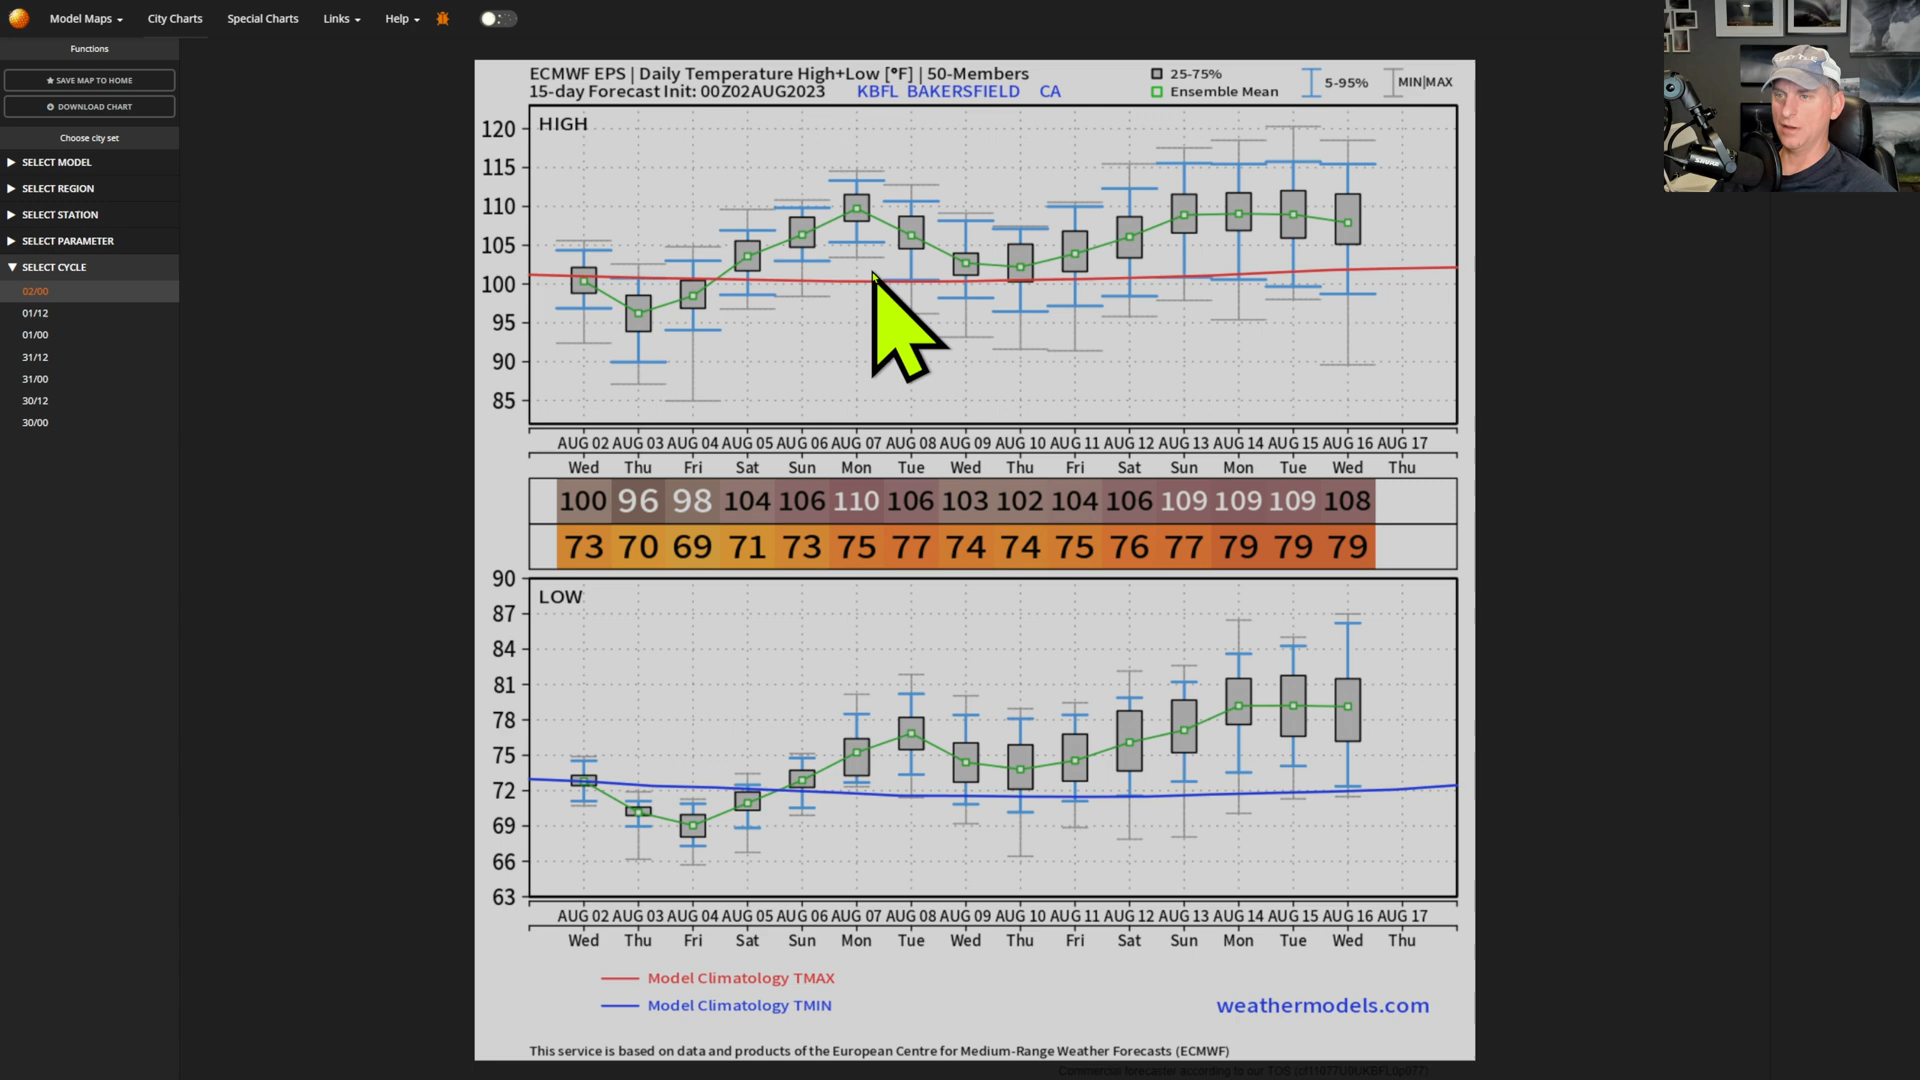 Model Maps
City Charts
Special Charts
Links
Help
Functions
SAVE MAP TO HOME
DOWNLOAD CHART
Choose city set
SELECT MODEL
SELECT REGION
SELECT STATION
SELECT PARAMETER
SELECT CYCLE
02/00
01/12
01/00
31/12
31/00
30/12
30/00
ECMWF EPS | Daily Temperature High+Low [°F] | 50-Members
15-day Forecast Init: 00Z02AUG2023 KBFL BAKERSFIELD CA
25-75%
Ensemble Mean
5-95%
MIN|MAX
HIGH
120
115
110
105
100
95
90
85
AUG 02 AUG 03 AUG 04 AUG 05 AUG 06 AUG 07 AUG 08 AUG 09 AUG 10 AUG 11 AUG 12 AUG 13 AUG 14 AUG 15 AUG 16 AUG 17
Wed Thu Fri Sat Sun Mon Tue Wed Thu Fri Sat Sun Mon Tue Wed Thu
100 96 98 104 106 110 106 103 102 104 106 109 109 109 108
73 70 69 71 73 75 77 74 74 75 76 77 79 79 79
LOW
90
87
84
81
78
75
72
69
66
63
AUG 02 AUG 03 AUG 04 AUG 05 AUG 06 AUG 07 AUG 08 AUG 09 AUG 10 AUG 11 AUG 12 AUG 13 AUG 14 AUG 15 AUG 16 AUG 17
Wed Thu Fri Sat Sun Mon Tue Wed Thu Fri Sat Sun Mon Tue Wed Thu
Model Climatology TMAX
Model Climatology TMIN
weathermodels.com
This service is based on data and products of the European Centre for Medium-Range Weather Forecasts (ECMWF)
Commercial forecaster according to our TOS
SHURE